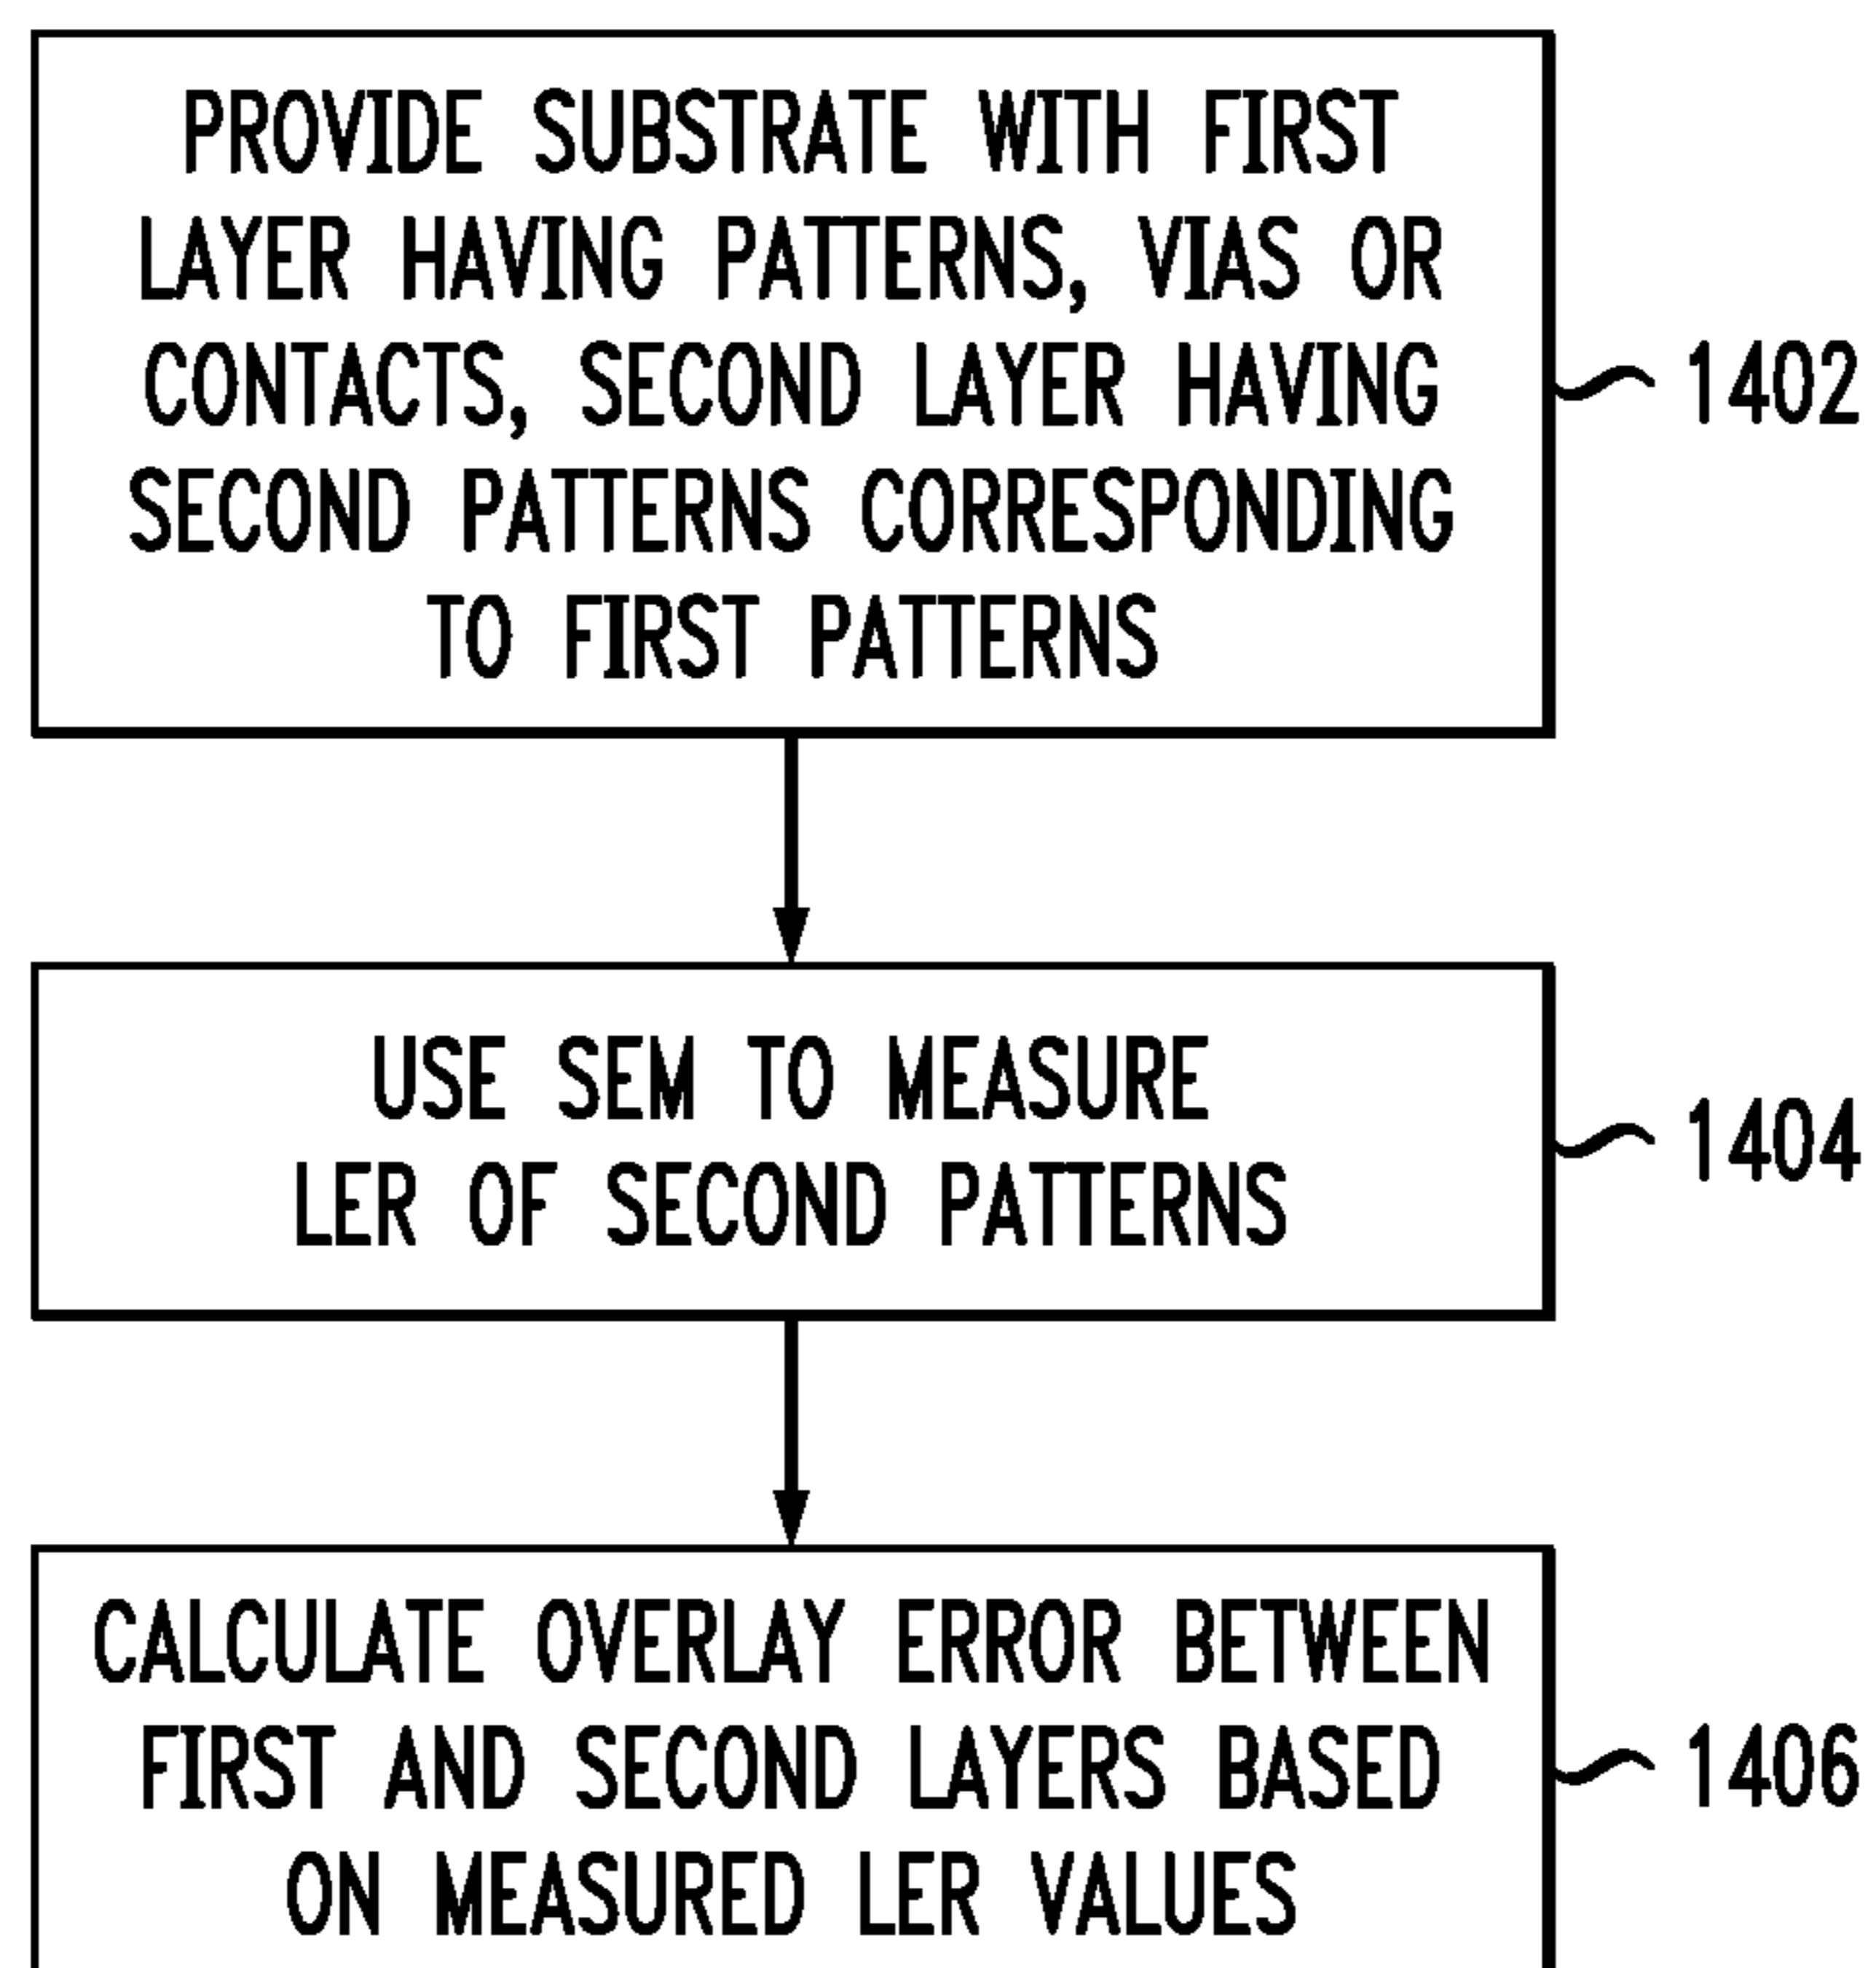 PROVIDE SUBSTRATE WITH FIRST
LAYER HAVING PATTERNS, VIAS OR
CONTACTS, SECOND LAYER HAVING
SECOND PATTERNS CORRESPONDING
TO FIRST PATTERNS
1402
USE SEM TO MEASURE
LER OF SECOND PATTERNS
1404
CALCULATE OVERLAY ERROR BETWEEN
FIRST AND SECOND LAYERS BASED
ON MEASURED LER VALUES
1406